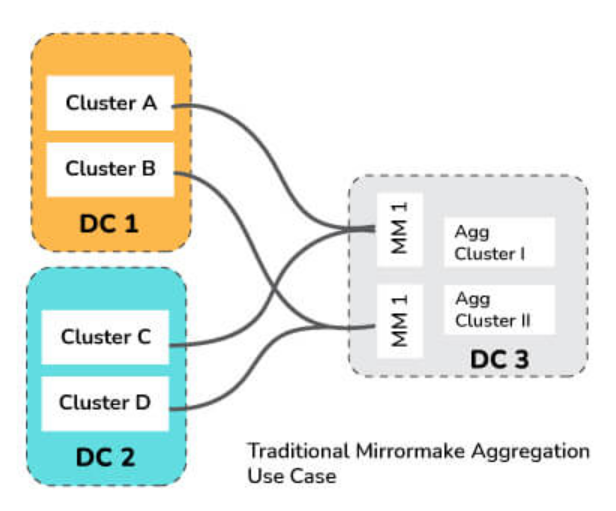 Cluster A
Cluster B
DC 1
Cluster C
Cluster D
DC 2
MM 1
Agg
Cluster I
MM 1
Agg
Cluster II
DC 3
Traditional Mirrormake Aggregation
Use Case